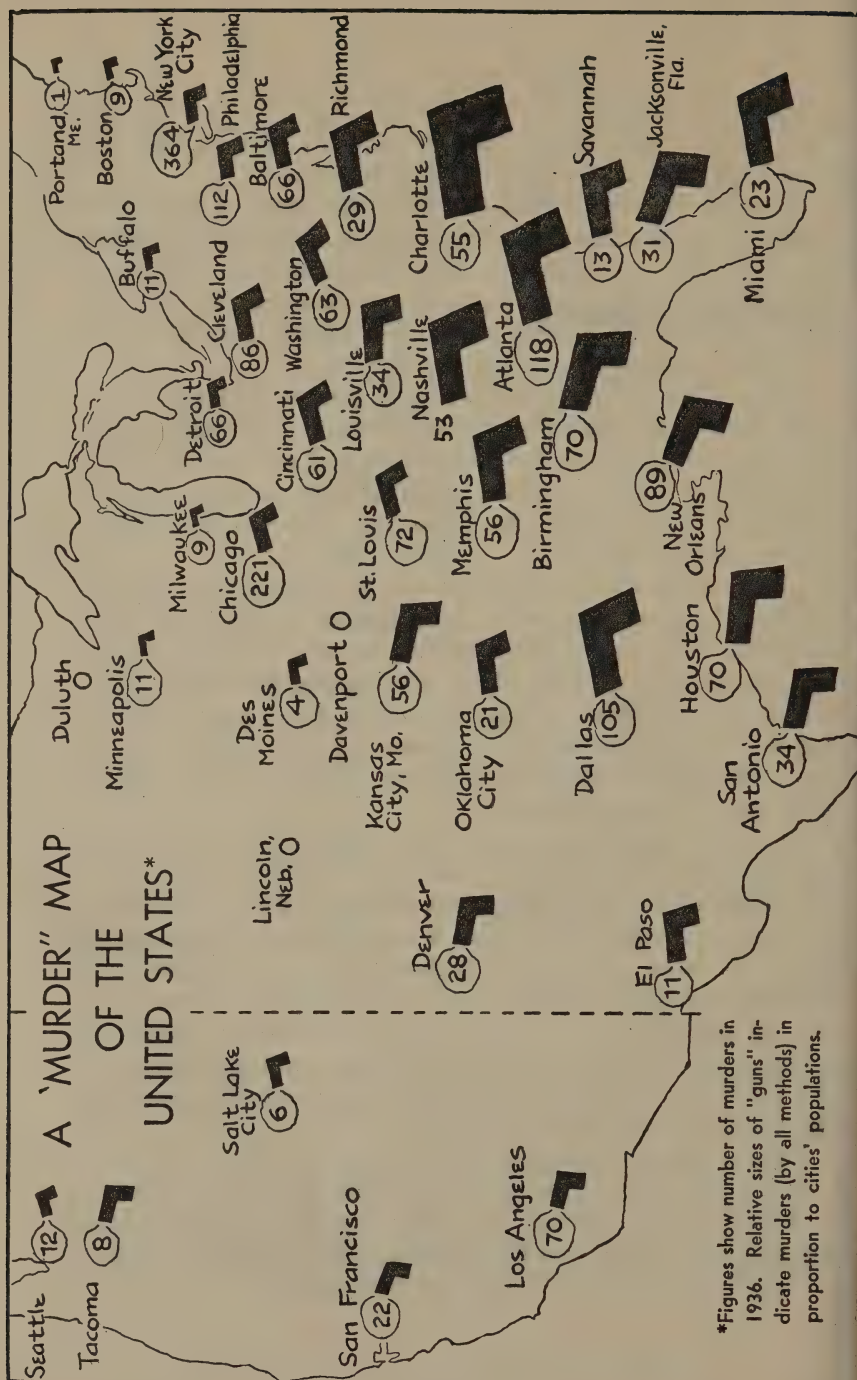 A 'MURDER" MAP
OF THE
UNITED STATES*
Seattle
12
Tacoma
8
San Francisco
22
Los Angeles
70
Salt Lake
City
6
Denver
28
El Paso
11
Lincoln,
Neb. O
Duluth
O
Minneapolis
11
Des
Moines
4
Davenport O
Kansas
City, Mo.
56
Oklahoma
City
21
Dallas
105
Houston
70
San
Antonio
34
Milwaukee
9
Chicago
221
St. Louis
72
Memphis
56
Birmingham
70
New
Orleans
89
Detroit
66
Cincinnati
61
Louisville
34
Nashville
53
Atlanta
118
Buffalo
11
Cleveland
86
Washington
63
Charlotte
55
Savannah
13
Jacksonville,
Fla.
31
Miami
23
Portand,
Me.
1
Boston
9
New York
City
364
Philadelphia
112
Baltimore
66
Richmond
29
*Figures show number of murders in
1936. Relative sizes of "guns" in-
dicate murders (by all methods) in
proportion to cities' populations.